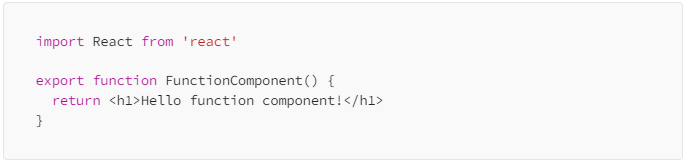 import React from 'react'
export function FunctionComponent() {
return <h1>Hello function component!</h1>
}